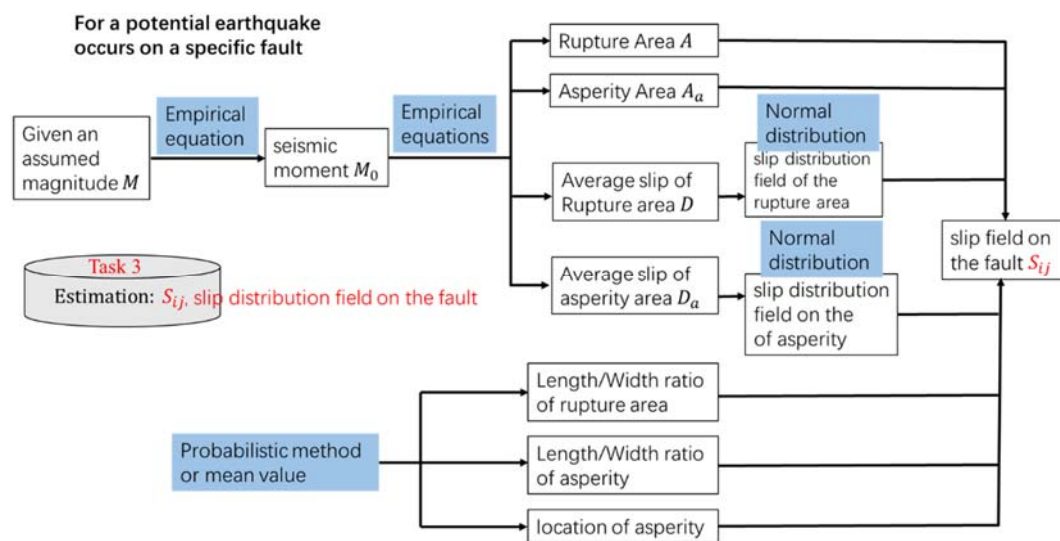 For a potential earthquake
occurs on a specific fault
Given an
assumed
magnitude M
Empirical
equation
seismic
moment M₀
Empirical
equations
Rupture Area A
Asperity Area Aₐ
Average slip of
Rupture area D
Normal
distribution
slip distribution
field of the
rupture area
Average slip of
asperity area Dₐ
Normal
distribution
slip distribution
field on the
of asperity
slip field on
the fault Sᵢⱼ
Task 3
Estimation: Sᵢⱼ, slip distribution field on the fault
Probabilistic method
or mean value
Length/Width ratio
of rupture area
Length/Width ratio
of asperity
location of asperity